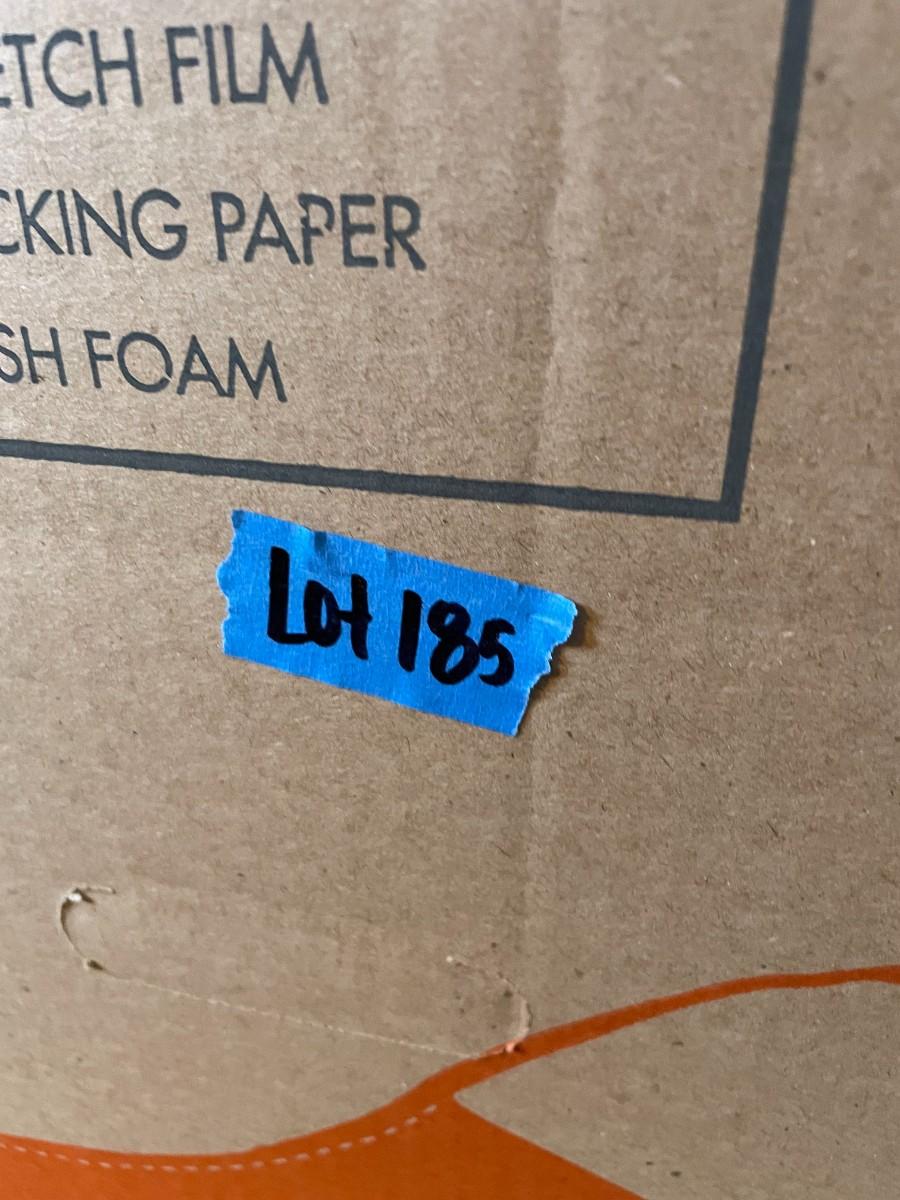 ETCH FILM
CKING PAPER
SH FOAM
Lot 185